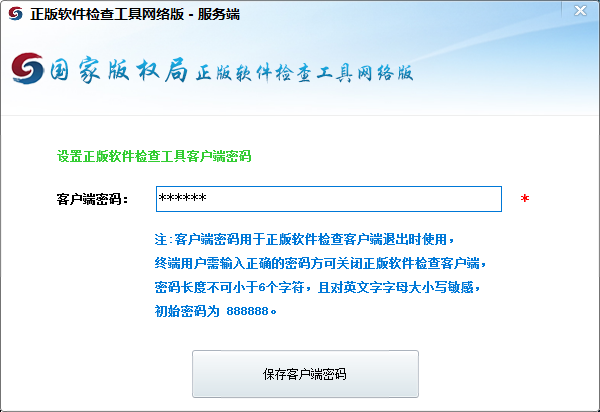 正版软件检查工具网络版 - 服务端
国家版权局正版软件检查工具网络版
设置正版软件检查工具客户端密码
客户端密码： ****** *
注:客户端密码用于正版软件检查客户端退出时使用，
终端用户需输入正确的密码方可关闭正版软件检查客户端，
密码长度不可小于6个字符，且对英文字字母大小写敏感，
初始密码为 888888。
保存客户端密码